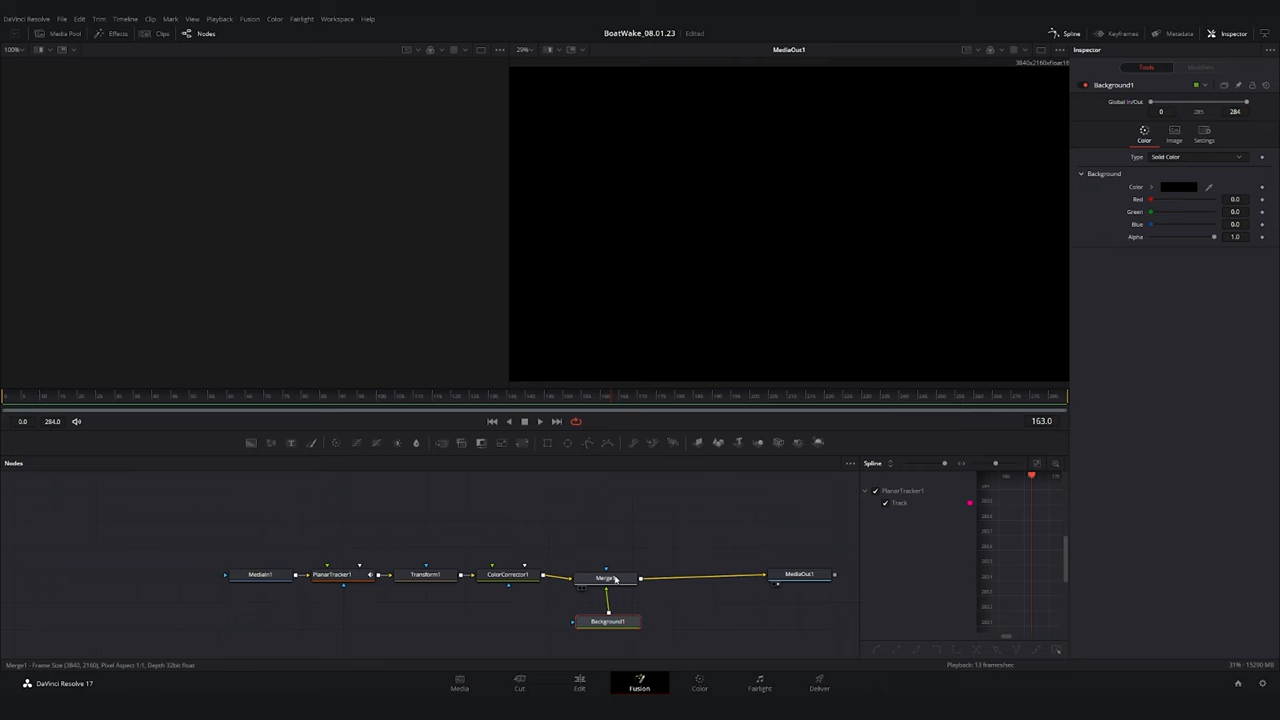 DaVinci Resolve File Edit Trim Timeline Clip Mark View Playback Fusion Color Fairlight Workspace Help
Media Pool Effects Clips Nodes BoatWake_08.01.23 Edited Spline Keyframes Metadata Inspector
100% 29% MediaOut1 Inspector
Tools Modifiers
Background1
Global In/Out
0 285 284
Color Image Settings
Type Solid Color
Background
Color
Red 0.0
Green 0.0
Blue 0.0
Alpha 1.0
0.0 284.0 163.0
Nodes Spline
PlanarTracker1
Track
MediaIn1 PlanarTracker1 Transform1 ColorCorrector1 Merge1 MediaOut1
Background1
Merge1 - Frame Size (3840, 2160), Pixel Aspect 1:1, Depth 32bit float Playback: 13 frames/sec 31% - 15290 MB
DaVinci Resolve 17 Media Cut Edit Fusion Color Fairlight Deliver